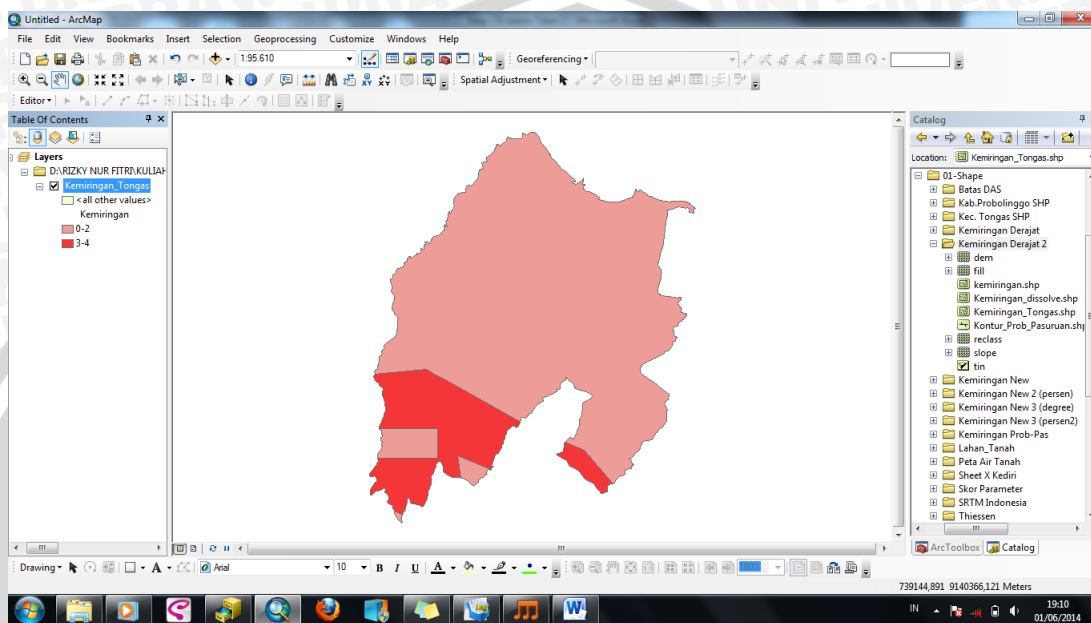 Untitled - ArcMap
File Edit View Bookmarks Insert Selection Geoprocessing Customize Windows Help
1:95.610 Georeferencing
Spatial Adjustment
Editor
Table Of Contents
Layers
D:\RIZKY NUR FITRI\KULIAH
Kemiringan_Tongas
<all other values>
Kemiringan
0-2
3-4
Catalog
Location: Kemiringan_Tongas.shp
01-Shape
Batas DAS
Kab.Probolinggo SHP
Kec. Tongas SHP
Kemiringan Derajat
Kemiringan Derajat 2
dem
fill
kemiringan.shp
Kemiringan_dissolve.shp
Kemiringan_Tongas.shp
Kontur_Prob_Pasuruan.shp
reclass
slope
tin
Kemiringan New
Kemiringan New 2 (persen)
Kemiringan New 3 (degree)
Kemiringan New 3 (persen2)
Kemiringan Prob-Pas
Lahan_Tanah
Peta Air Tanah
Sheet X Kediri
Skor Parameter
SRTM Indonesia
Thiessen
ArcToolbox Catalog
Drawing A Arial 10 B I U A
739144,891 9140366,121 Meters
IN 19:10
01/06/2014